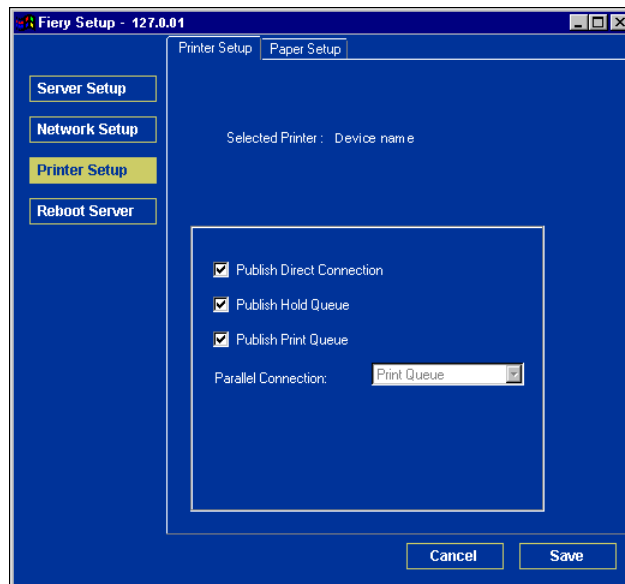 Fiery Setup - 127.0.01
Printer Setup
Paper Setup
Server Setup
Network Setup
Printer Setup
Reboot Server
Selected Printer : Device name
Publish Direct Connection
Publish Hold Queue
Publish Print Queue
Parallel Connection: Print Queue
Cancel
Save